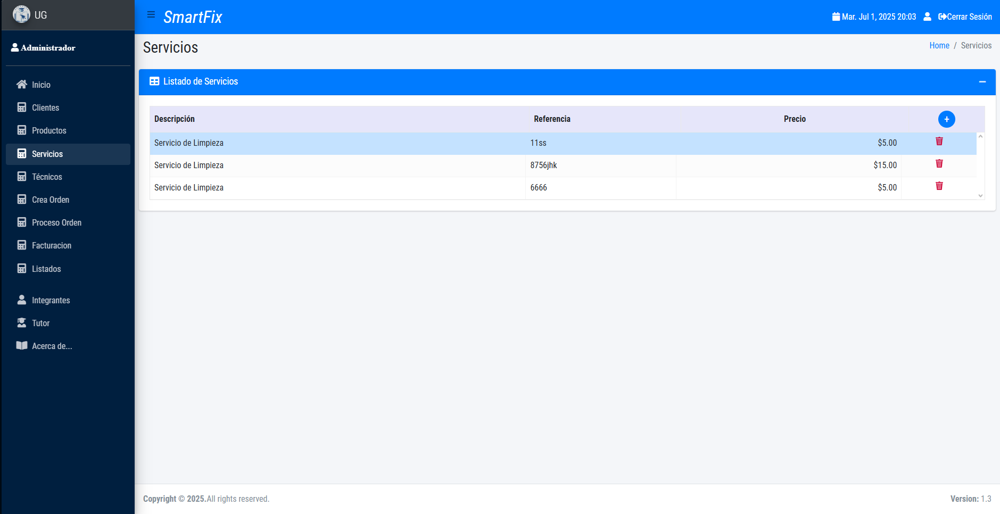 UG
SmartFix
Mar. Jul 1, 2025 20:03
Cerrar Sesión
Administrador
Inicio
Clientes
Productos
Servicios
Técnicos
Crea Orden
Proceso Orden
Facturacion
Listados
Integrantes
Tutor
Acerca de...
Servicios
Home / Servicios
Listado de Servicios
Descripción Referencia Precio +
Servicio de Limpieza 11ss $5.00
Servicio de Limpieza 8756jhk $15.00
Servicio de Limpieza 6666 $5.00
Copyright © 2025.All rights reserved.
Version: 1.3